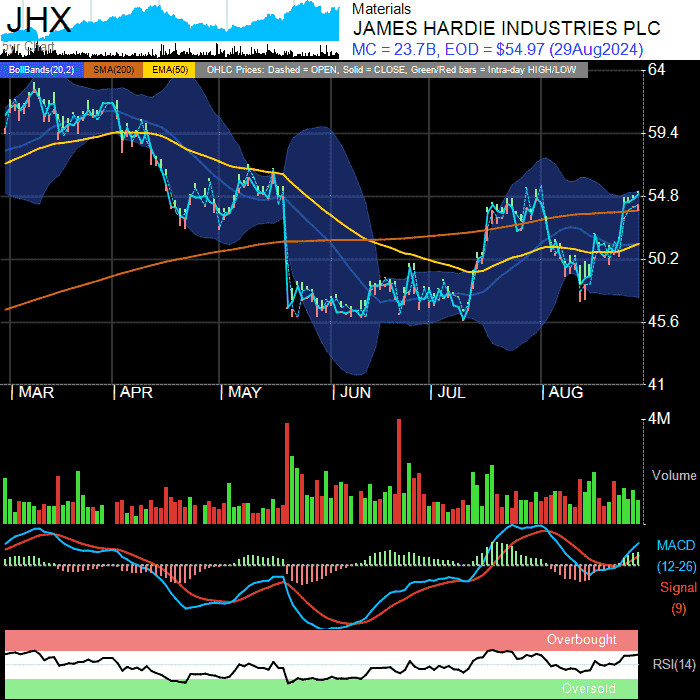 JHX
Materials
JAMES HARDIE INDUSTRIES PLC
MC = 23.7B, EOD = $54.97 (29Aug2024)
BollBands(20,2) SMA(200) EMA(50) OHLC Prices: Dashed = OPEN, Solid = CLOSE, Green/Red bars = Intra-day HIGH/LOW
64
59.4
54.8
50.2
45.6
41
MAR APR MAY JUN JUL AUG
4M
Volume
MACD
(12-26)
Signal
(9)
Overbought
RSI(14)
Oversold